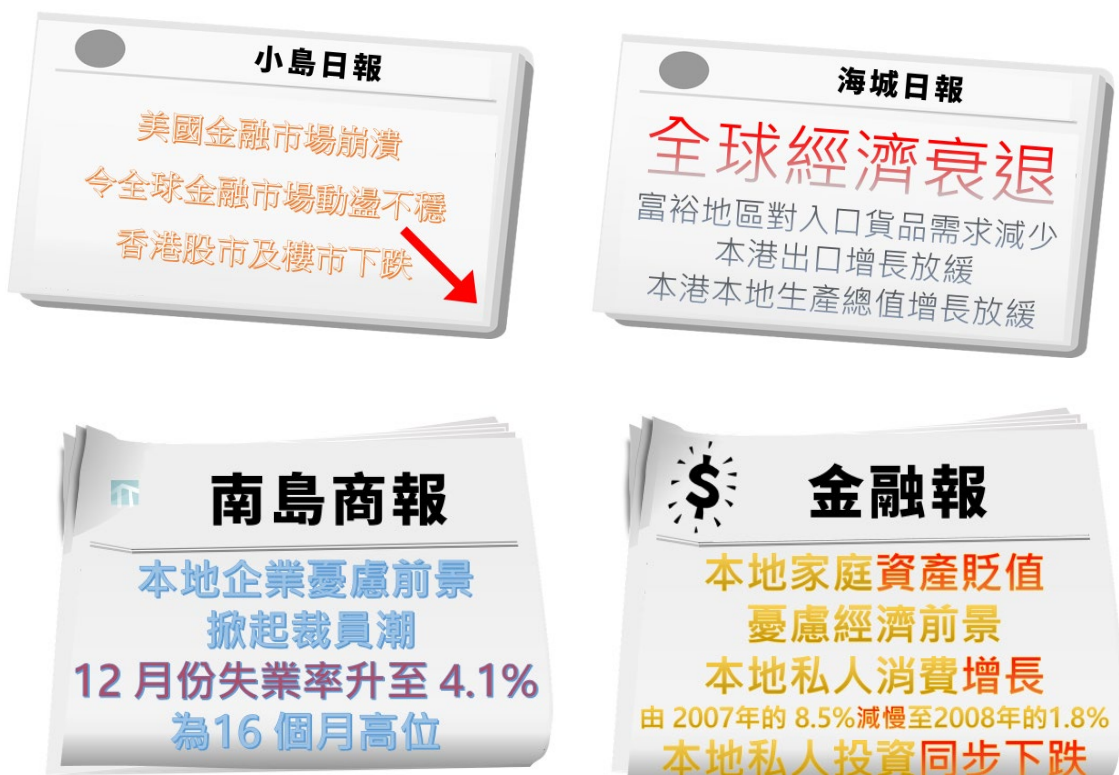 小島日報
美國金融市場崩潰
令全球金融市場動盪不穩
香港股市及樓市下跌
海城日報
全球經濟衰退
富裕地區對入口貨品需求減少
本港出口增長放緩
本港本地生產總值增長放緩
南島商報
本地企業憂慮前景
掀起裁員潮
12 月份失業率升至 4.1%
為16 個月高位
$ 金融報
本地家庭資產貶值
憂慮經濟前景
本地私人消費增長
由 2007年的 8.5%減慢至2008年的1.8%
本地私人投資同步下跌